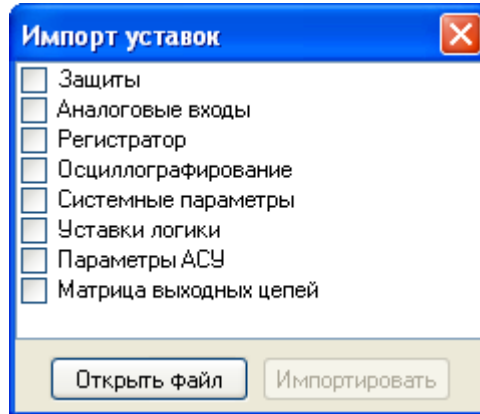 Импорт уставок
Защиты
Аналоговые входы
Регистратор
Осциллографирование
Системные параметры
Уставки логики
Параметры АСУ
Матрица выходных цепей
Открыть файл
Импортировать